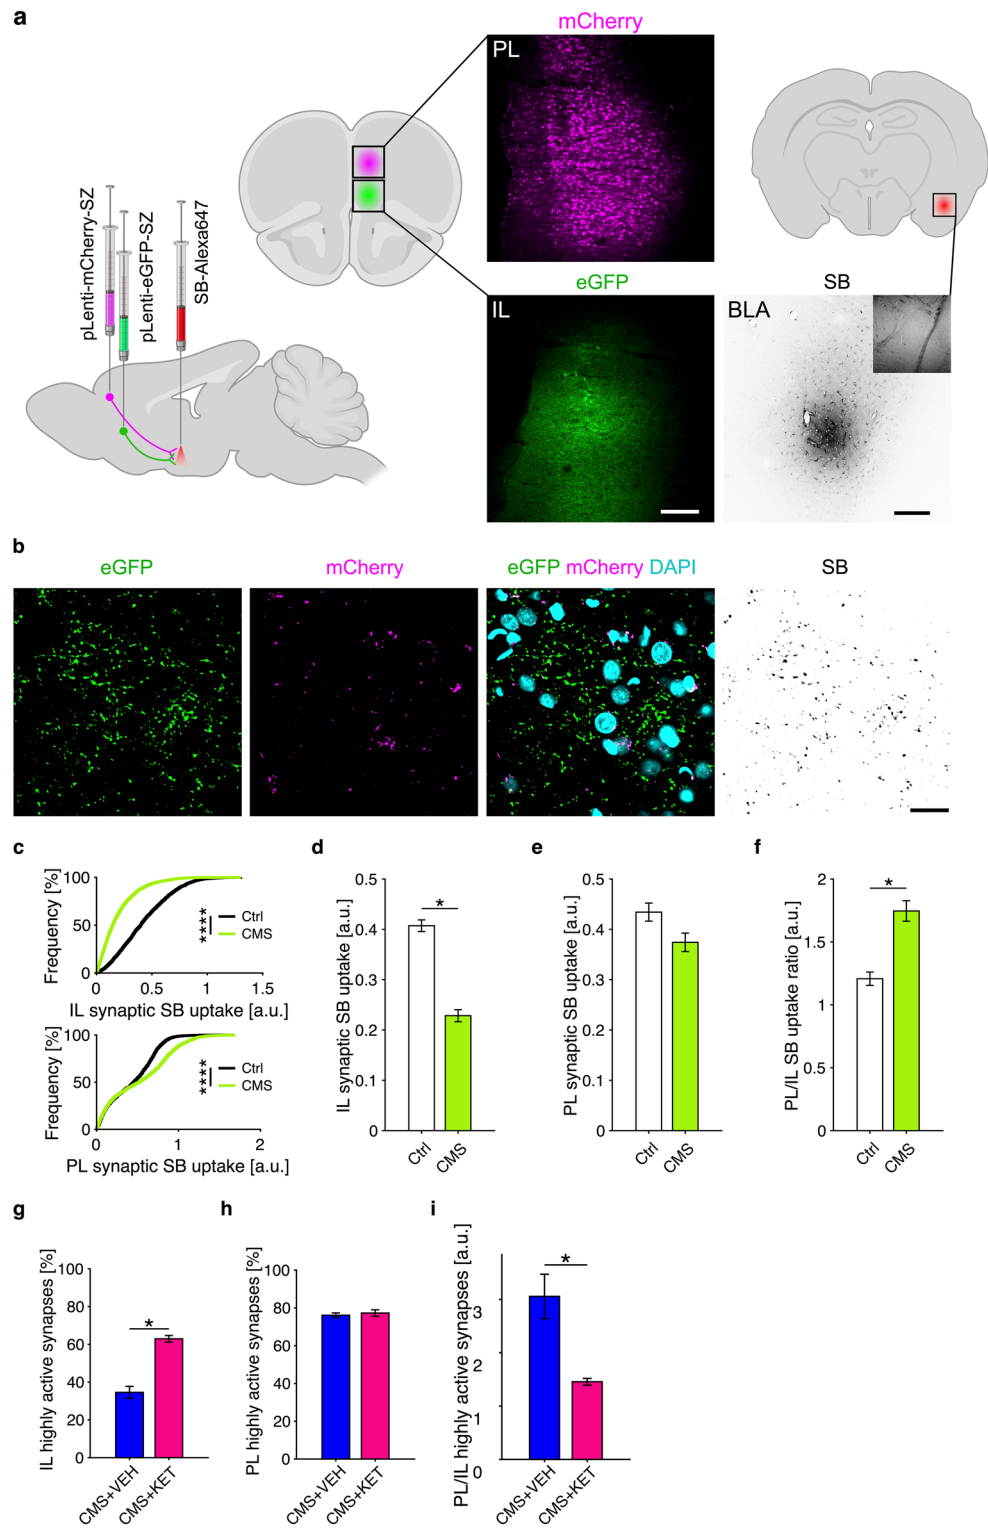 a
mCherry
PL
pLenti-mCherry-SZ
pLenti-eGFP-SZ
SB-Alexa647
eGFP
SB
IL
BLA
b
eGFP
mCherry
eGFP mCherry DAPI
SB
c
Frequency [%]
100
50
0
0 0.5 1 1.5
Ctrl
CMS
****
IL synaptic SB uptake [a.u.]
Frequency [%]
100
50
0
0 1 2
Ctrl
CMS
****
PL synaptic SB uptake [a.u.]
d
IL synaptic SB uptake [a.u.]
0.5
0.4
0.3
0.2
0.1
0
*
Ctrl CMS
e
PL synaptic SB uptake [a.u.]
0.5
0.4
0.3
0.2
0.1
0
Ctrl CMS
f
PL/IL SB uptake ratio [a.u.]
2
1.5
1
0.5
0
*
Ctrl CMS
g
IL highly active synapses [%]
100
80
60
40
20
0
*
CMS+VEH CMS+KET
h
PL highly active synapses [%]
100
80
60
40
20
0
CMS+VEH CMS+KET
i
PL/IL highly active synapses [a.u.]
3
2
1
0
*
CMS+VEH CMS+KET